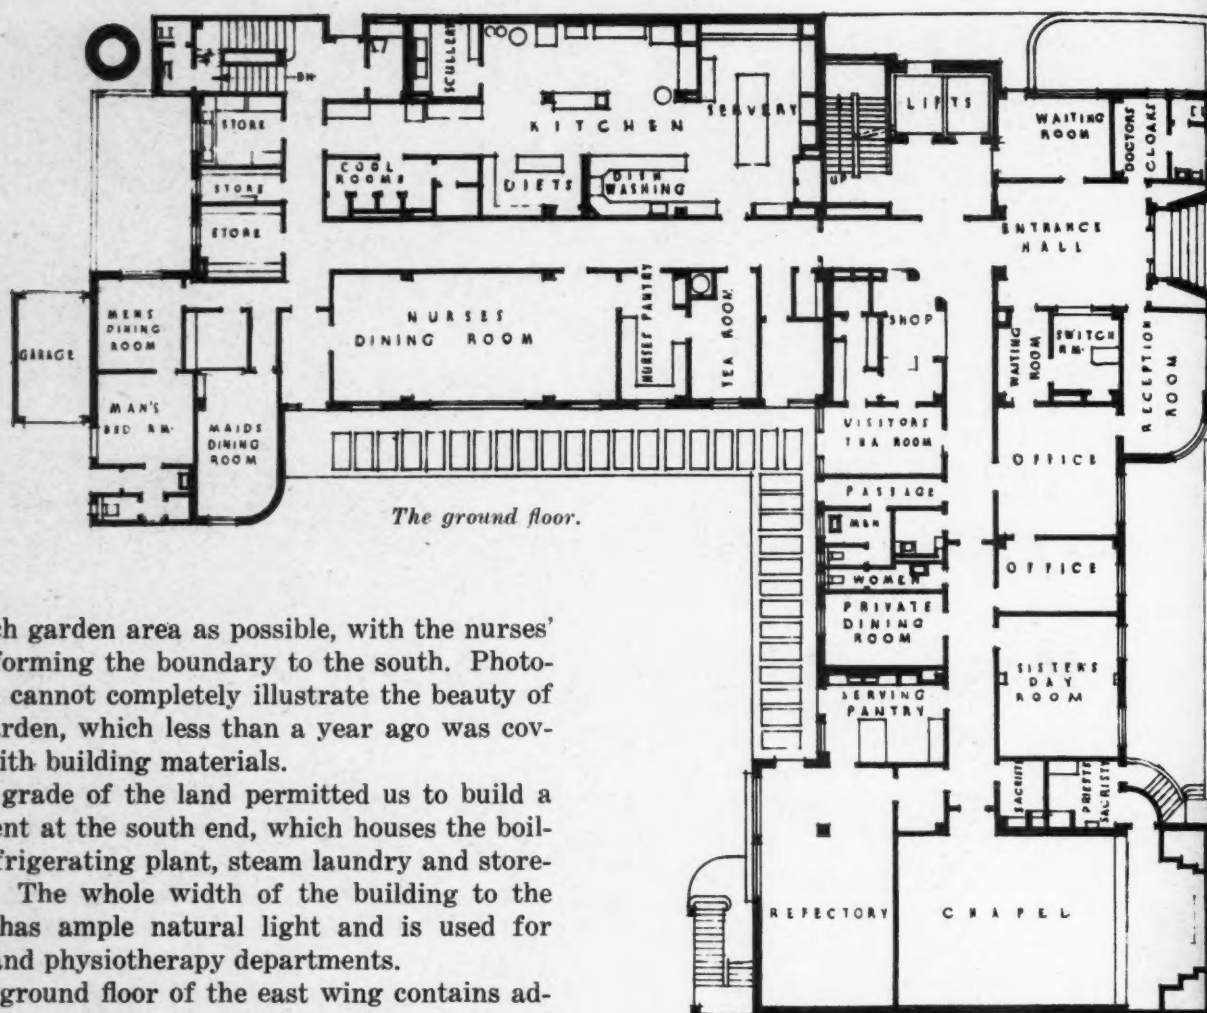 SCULLERY
DN
STORE
STORE
STORE
COOL
ROOMS
KITCHEN
DIETS
DISH
WASHING
SERVERY
UP
LIFTS
WAITING
ROOM
DOCTORS
CLOAKS
ENTRANCE
HALL
GARAGE
MENS
DINING
ROOM
MAN'S
BED RM.
MAIDS
DINING
ROOM
NURSES
DINING ROOM
NURSES PANTRY
TEA ROOM.
SHOP
WAITING
ROOM
SWITCH
RM.
RECEPTION
ROOM
VISITORS
TEA ROOM
OFFICE
PASSAGE
MEN
WOMEN
OFFICE
PRIVATE
DINING
ROOM
SISTERS
DAY
ROOM
SERVING
PANTRY
SACRISTY
PRIESTS
SACRISTY
REFECTORY
CHAPEL
The ground floor.
ch garden area as possible, with the nurses'
forming the boundary to the south. Photo-
cannot completely illustrate the beauty of
arden, which less than a year ago was cov-
ith building materials.
grade of the land permitted us to build a
ent at the south end, which houses the boil-
frigerating plant, steam laundry and store-
The whole width of the building to the
has ample natural light and is used for
and physiotherapy departments.
ground floor of the east wing contains ad-